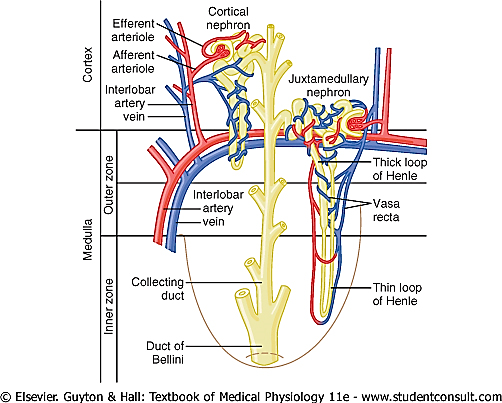 Cortical
nephron
Efferent
arteriole
Afferent
arteriole
Interlobar
artery
vein
Juxtamedullary
nephron
Cortex
Thick loop
of Henle
Outer zone
Medulla
Interlobar
artery
vein
Vasa
recta
Inner zone
Collecting
duct
Thin loop
of Henle
Duct of
Bellini
© Elsevier. Guyton & Hall: Textbook of Medical Physiology 11e - www.studentconsult.com